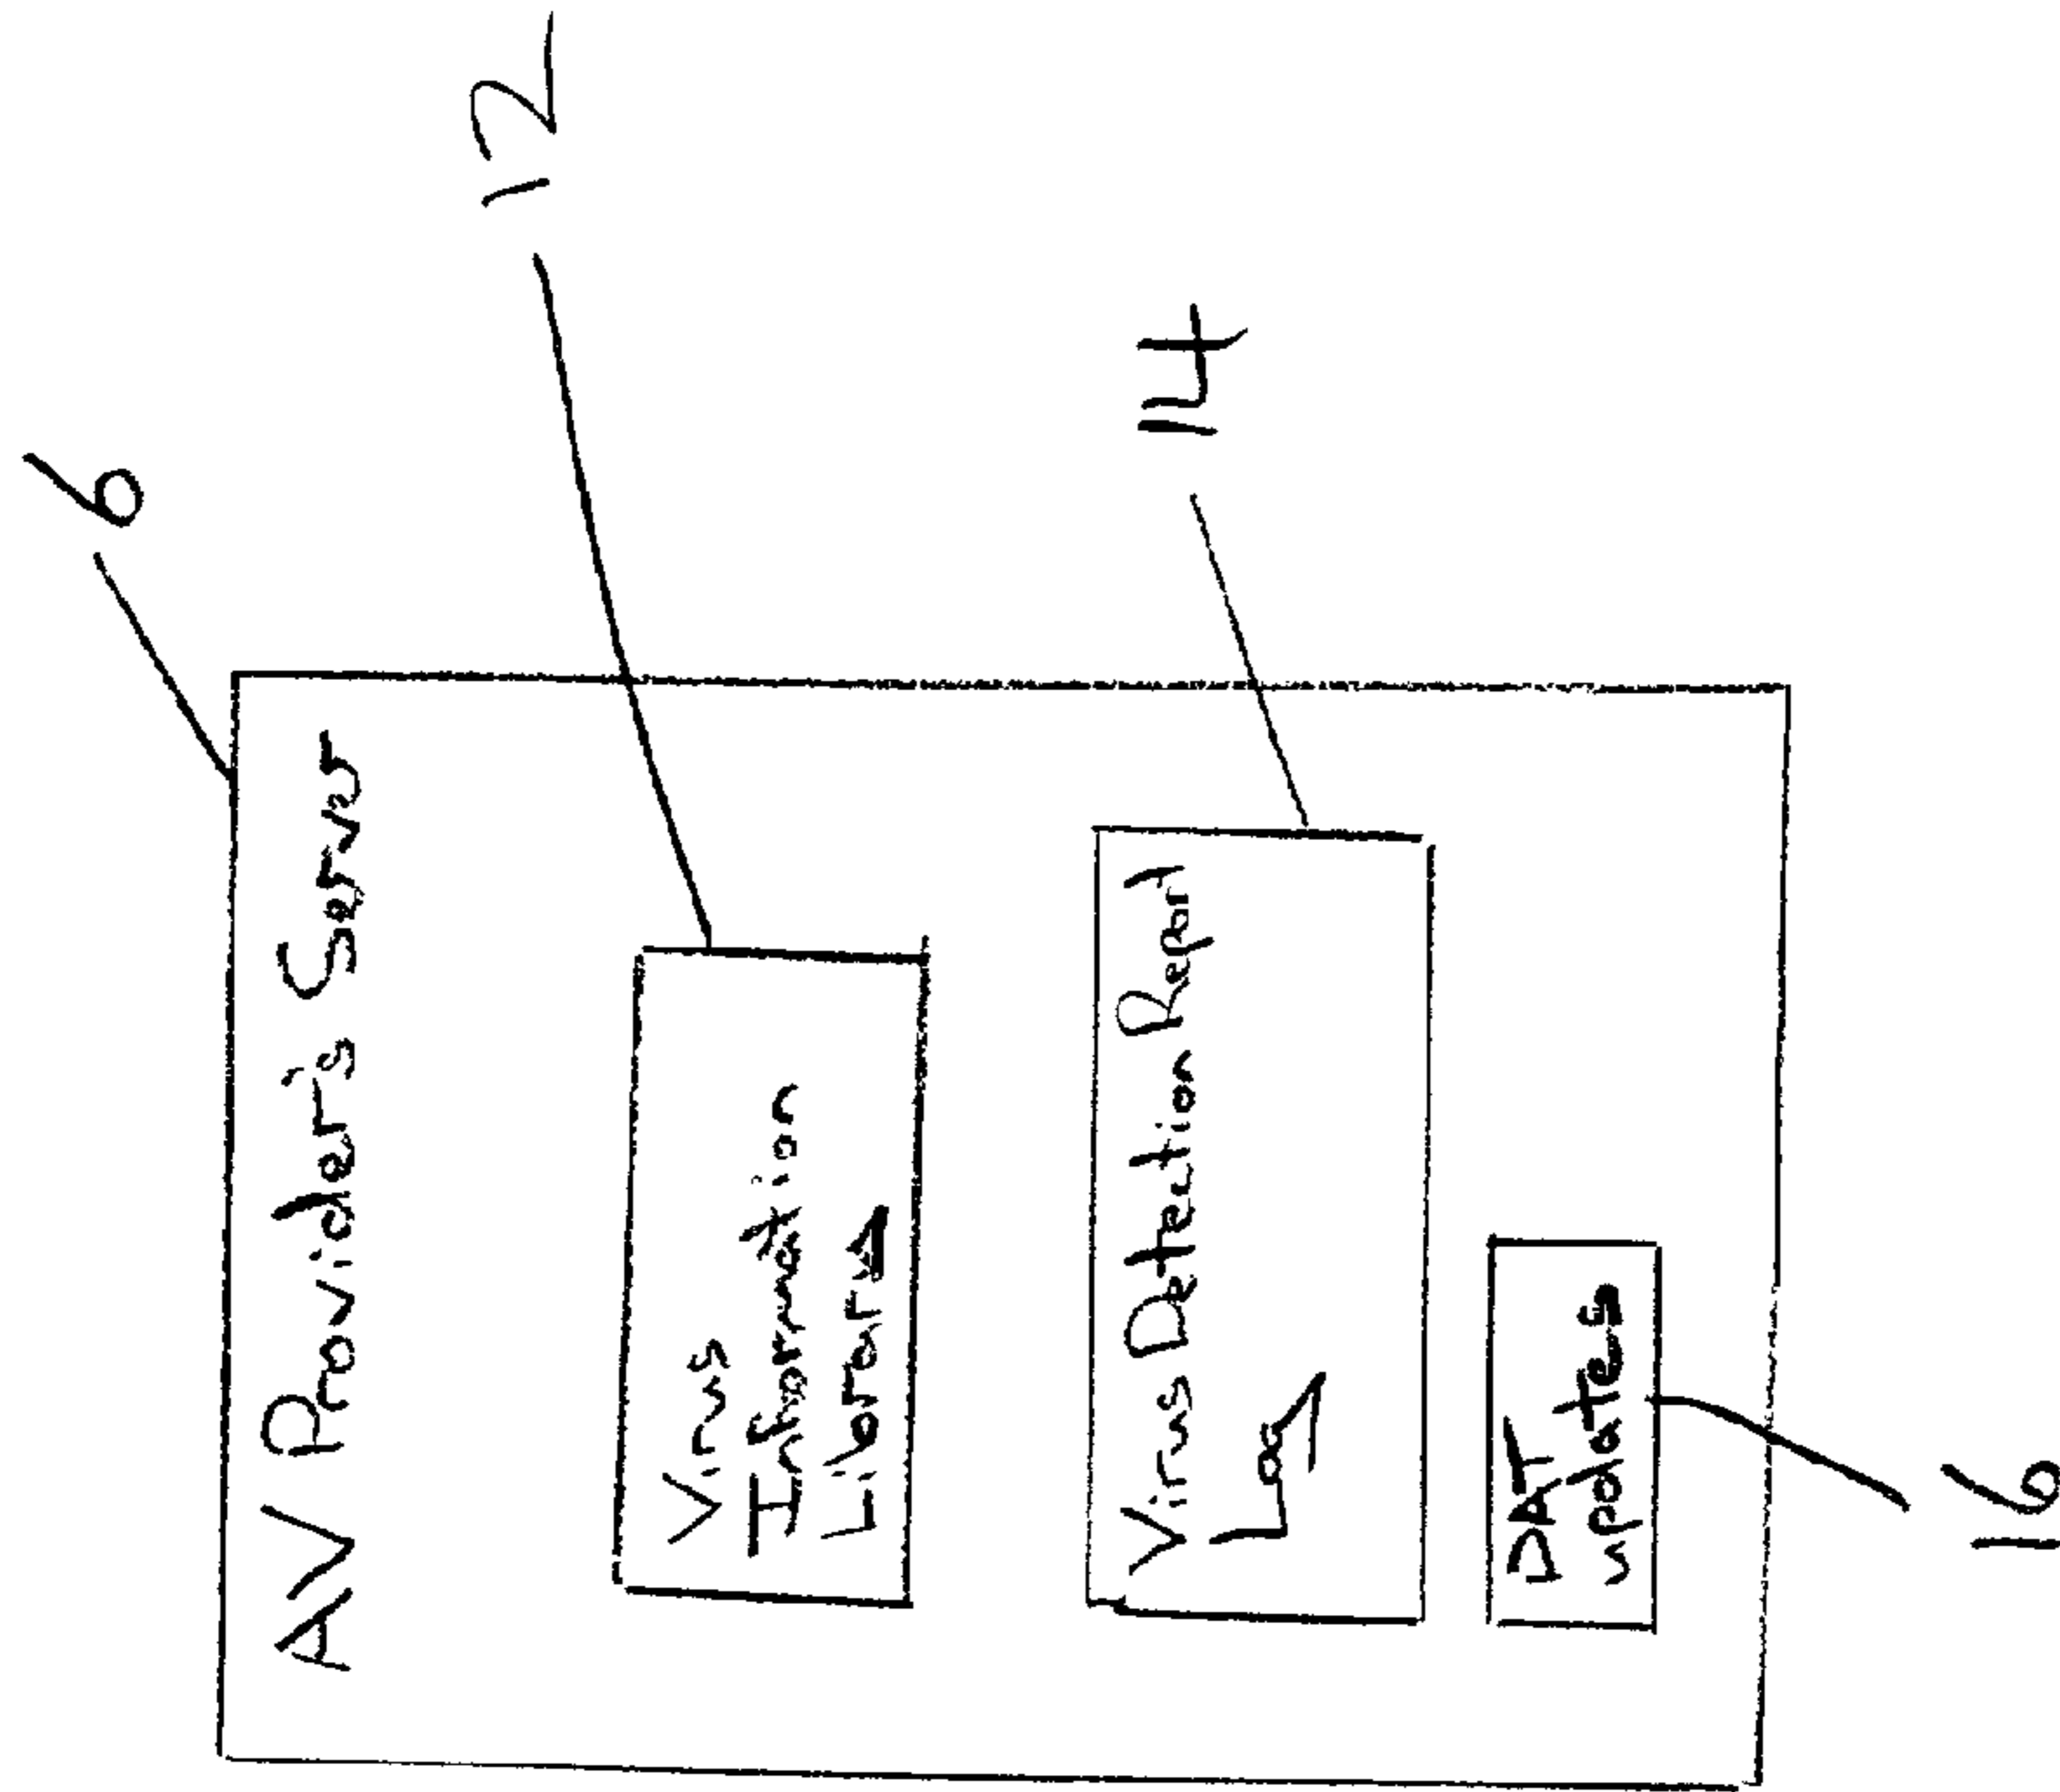 6
AV Provider's Server
12
Virus
Information
Library
14
Virus Detection Report
Log
DAT
updates
16